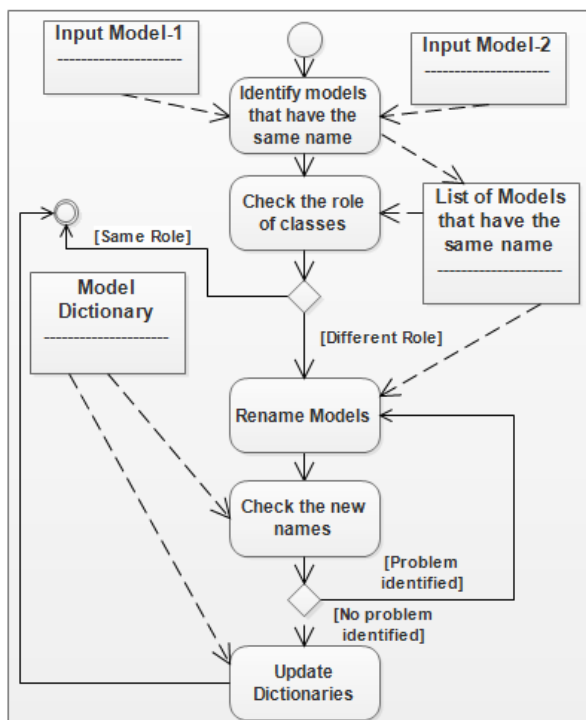 Input Model-1
Input Model-2
Identify models
that have the
same name
Check the role
of classes
List of Models
that have the
same name
[Same Role]
Model
Dictionary
[Different Role]
Rename Models
Check the new
names
[Problem
identified]
[No problem
identified]
Update
Dictionaries